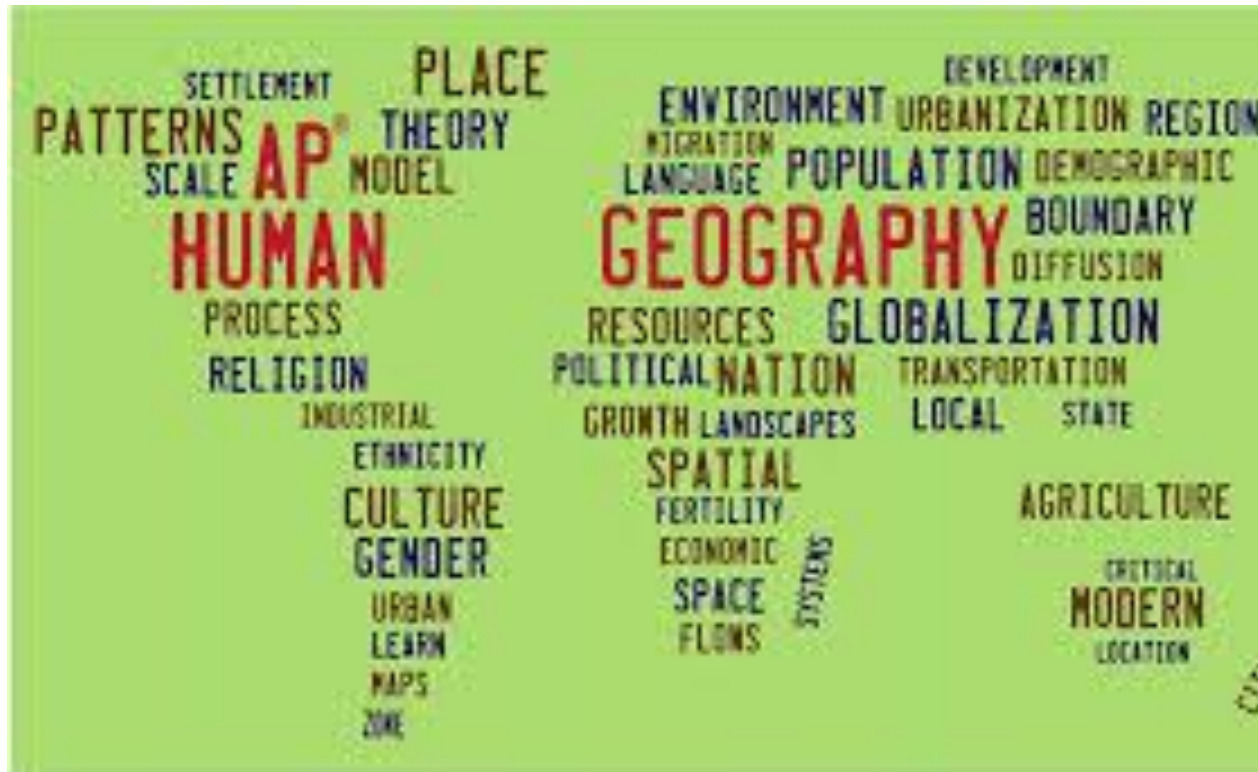 SETTLEMENT PLACE
PATTERNS AP® THEORY
SCALE MODEL
HUMAN
PROCESS
RELIGION
INDUSTRIAL
ETHNICITY
CULTURE
GENDER
URBAN
LEARN
MAPS
ZONE
DEVELOPMENT
ENVIRONMENT URBANIZATION REGION
MIGRATION
LANGUAGE POPULATION DEMOGRAPHIC
GEOGRAPHY BOUNDARY
DIFFUSION
RESOURCES GLOBALIZATION
POLITICAL NATION TRANSPORTATION
GROWTH LANDSCAPES LOCAL STATE
SPATIAL
FERTILITY
ECONOMIC
SPACE SYSTEMS
FLOWS
AGRICULTURE
CRITICAL
MODERN
LOCATION